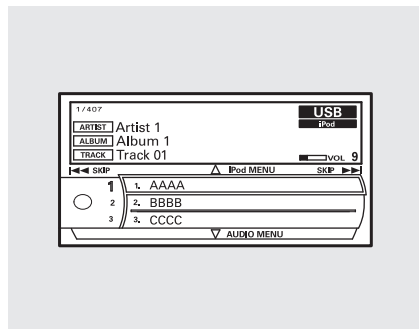 1/407
USB
iPod
ARTIST Artist 1
ALBUM Album 1
TRACK Track 01
VOL 9
SKIP iPod MENU SKIP
1 1. AAAA
2 2. BBBB
3 3. CCCC
AUDIO MENU